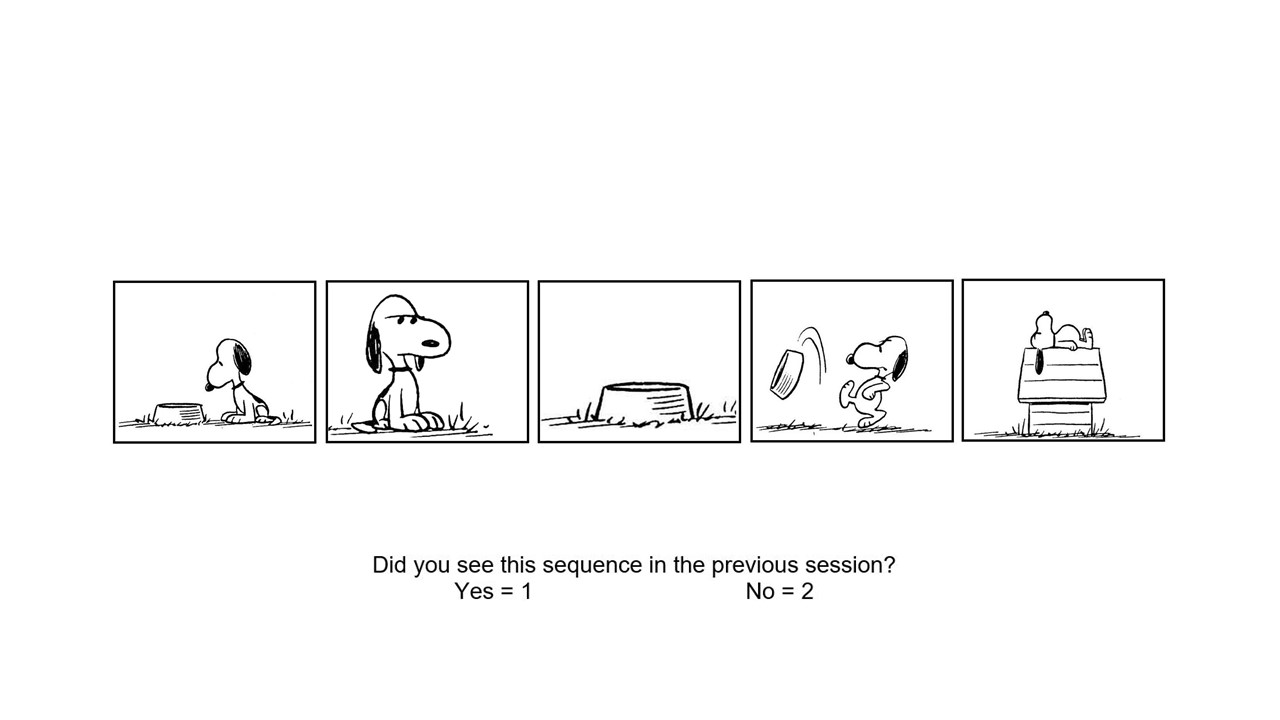 Did you see this sequence in the previous session?
Yes = 1 No = 2